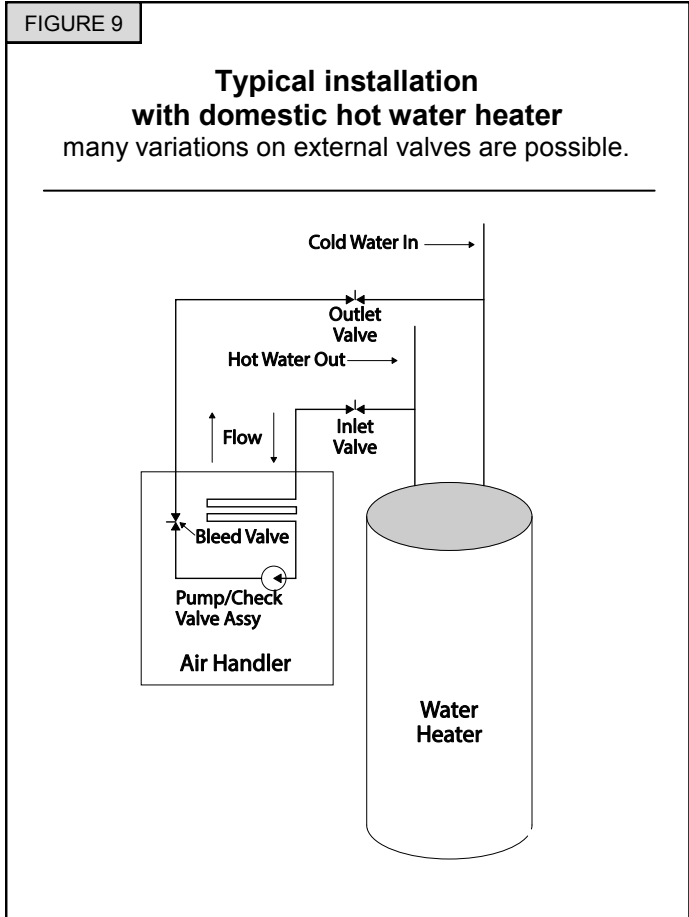 FIGURE 9
Typical installation
with domestic hot water heater
many variations on external valves are possible.
Cold Water In
Outlet
Valve
Hot Water Out
Flow
Inlet
Valve
Bleed Valve
Pump/Check
Valve Assy
Air Handler
Water
Heater